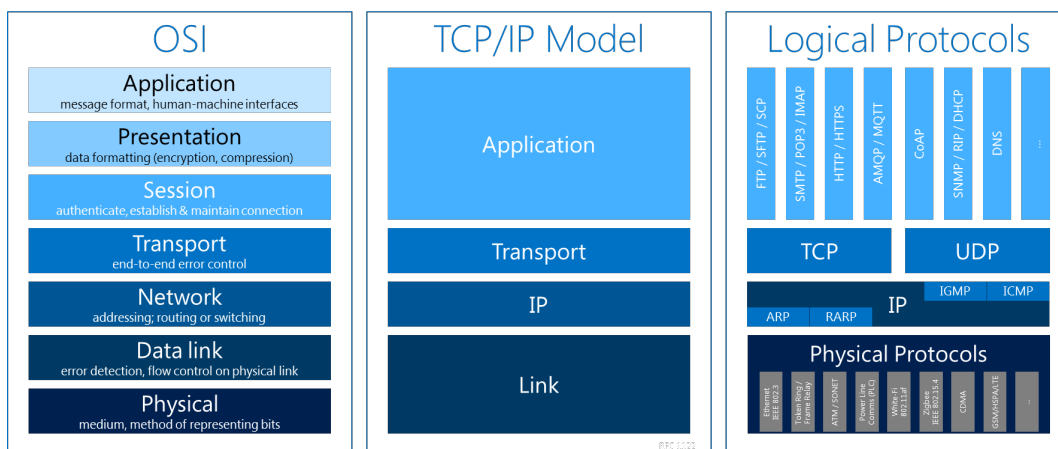 OSI
Application
message format, human-machine interfaces
Presentation
data formatting (encryption, compression)
Session
authenticate, establish & maintain connection
Transport
end-to-end error control
Network
addressing; routing or switching
Data link
error detection, flow control on physical link
Physical
medium, method of representing bits
TCP/IP Model
Application
Transport
IP
Link
Logical Protocols
FTP / SFTP / SCP
SMTP / POP3 / IMAP
HTTP / HTTPS
AMQP / MQTT
CoAP
SNMP / RIP / DHCP
DNS
...
TCP
UDP
IGMP
ICMP
IP
ARP
RARP
Physical Protocols
Ethernet
IEEE 802.3
Token Ring /
Frame Relay
ATM / SONET
Power Line
Comms (PLC)
White-Fi
802.11af
Zigbee
IEEE 802.15.4
CDMA
GSM/HSPA/LTE
...